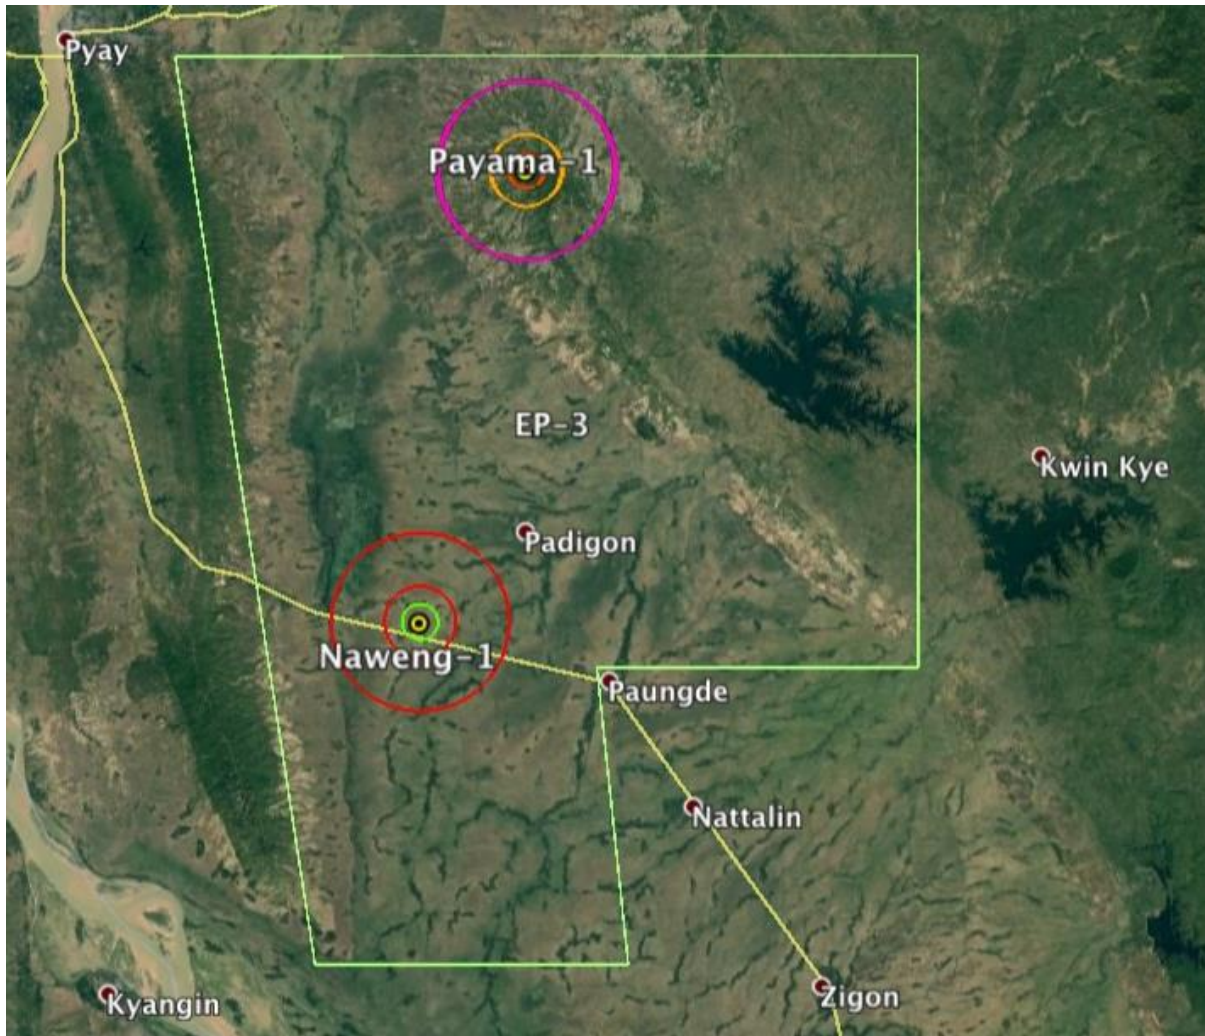 Pyay
Payama-1
EP-3
Kwin Kye
Padigon
Naweng-1
Paungde
Nattalin
Zigon
Kyangin